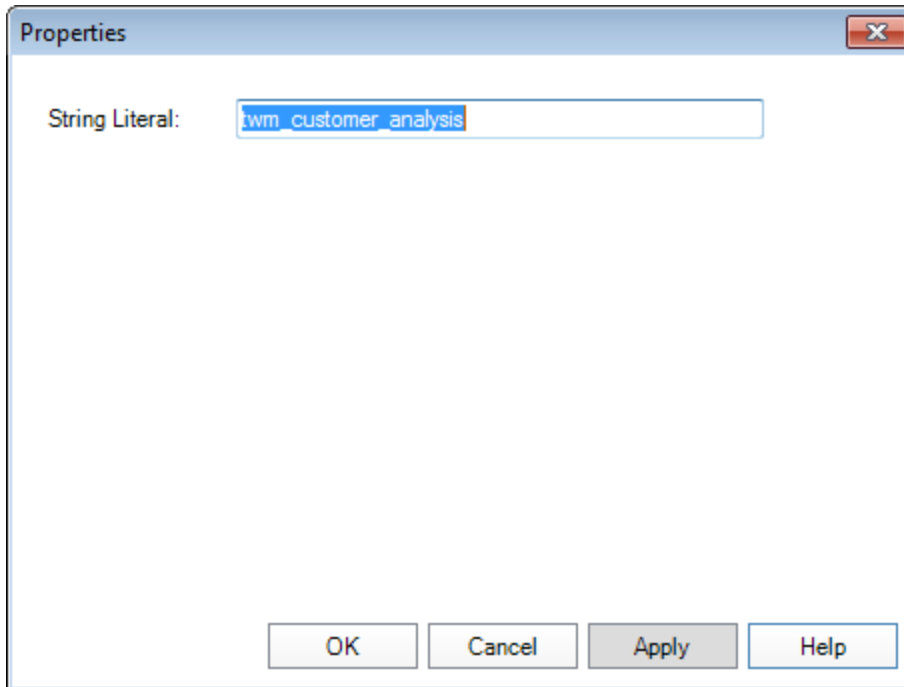 Properties
String Literal: twm_customer_analysis
OK Cancel Apply Help